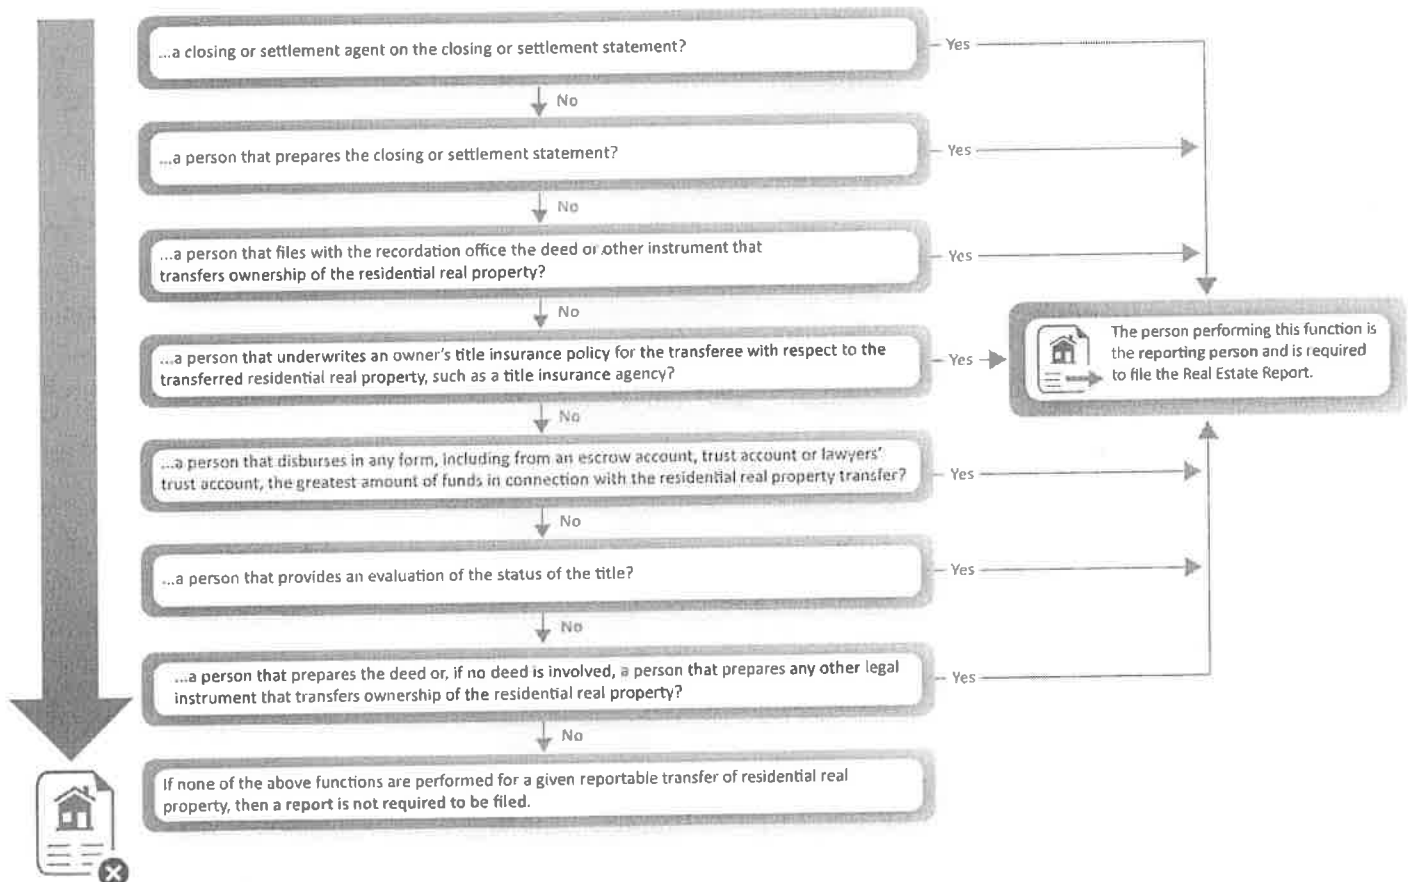 ...a closing or settlement agent on the closing or settlement statement?
Yes
No
...a person that prepares the closing or settlement statement?
Yes
No
...a person that files with the recordation office the deed or other instrument that
transfers ownership of the residential real property?
Yes
No
...a person that underwrites an owner's title insurance policy for the transferee with respect to the
transferred residential real property, such as a title insurance agency?
Yes
The person performing this function is
the reporting person and is required
to file the Real Estate Report.
No
...a person that disburses in any form, including from an escrow account, trust account or lawyers'
trust account, the greatest amount of funds in connection with the residential real property transfer?
Yes
No
...a person that provides an evaluation of the status of the title?
Yes
No
...a person that prepares the deed or, if no deed is involved, a person that prepares any other legal
instrument that transfers ownership of the residential real property?
Yes
No
If none of the above functions are performed for a given reportable transfer of residential real
property, then a report is not required to be filed.